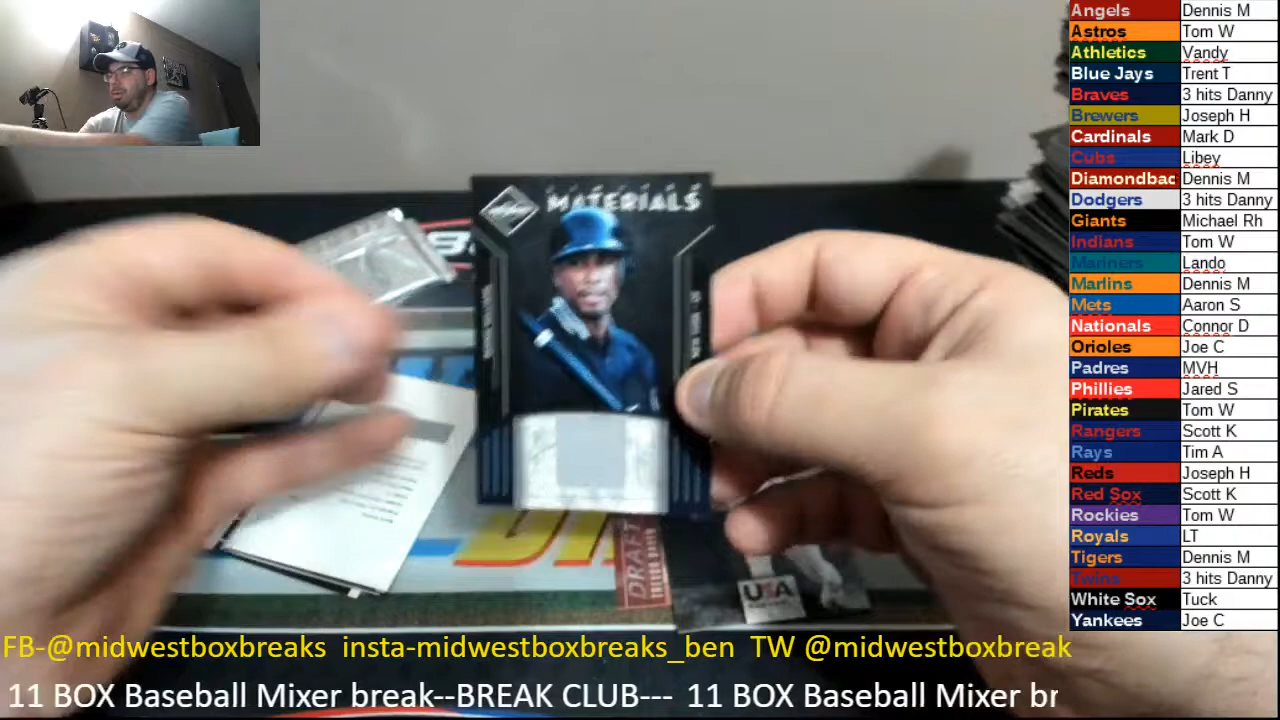 MATERIALS
DRAFT
USA
Angels Dennis M
Astros Tom W
Athletics Vandy
Blue Jays Trent T
Braves 3 hits Danny
Brewers Joseph H
Cardinals Mark D
Cubs Libey
Diamondbac Dennis M
Dodgers 3 hits Danny
Giants Michael Rh
Indians Tom W
Mariners Lando
Marlins Dennis M
Mets Aaron S
Nationals Connor D
Orioles Joe C
Padres MVH
Phillies Jared S
Pirates Tom W
Rangers Scott K
Rays Tim A
Reds Joseph H
Red Sox Scott K
Rockies Tom W
Royals LT
Tigers Dennis M
Twins 3 hits Danny
White Sox Tuck
Yankees Joe C
FB-@midwestboxbreaks insta-midwestboxbreaks_ben TW @midwestboxbreak
11 BOX Baseball Mixer break--BREAK CLUB--- 11 BOX Baseball Mixer br